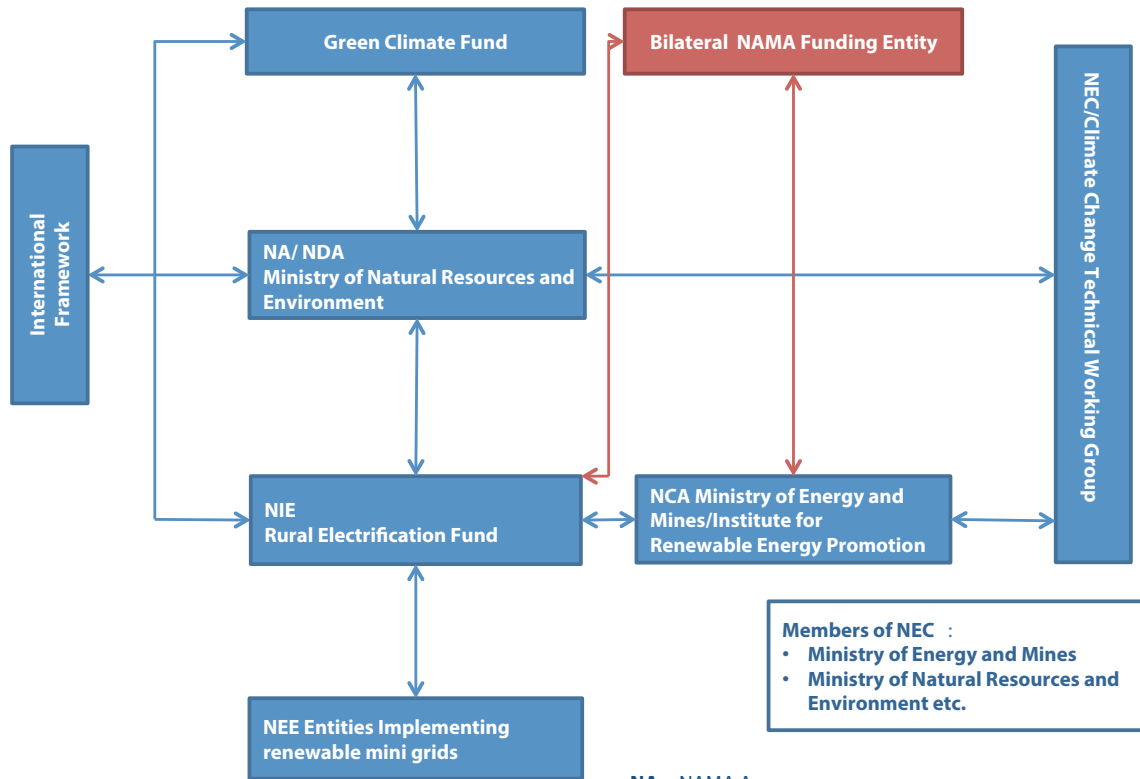 Green Climate Fund
Bilateral NAMA Funding Entity
International
Framework
NEC/Climate Change Technical Working Group
NA/ NDA
Ministry of Natural Resources and
Environment
NIE
Rural Electrification Fund
NCA Ministry of Energy and
Mines/Institute for
Renewable Energy Promotion
Members of NEC :
• Ministry of Energy and Mines
• Ministry of Natural Resources and
Environment etc.
NEE Entities Implementing
renewable mini grids